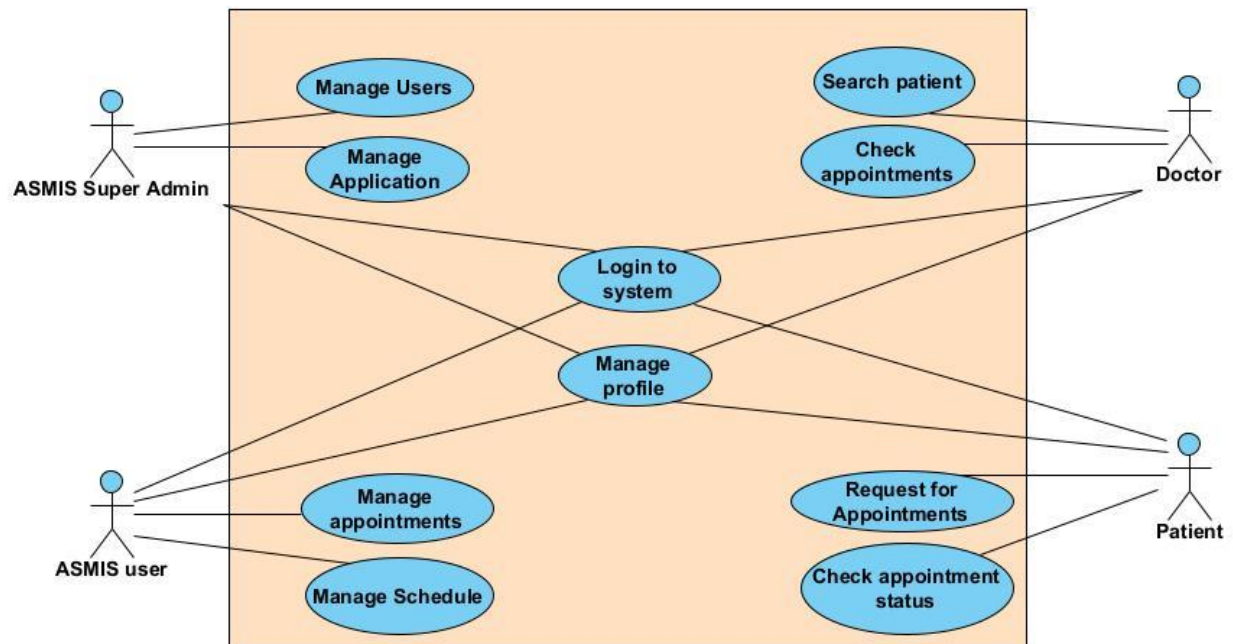 Manage Users
Search patient
Manage
Application
Check
appointments
ASMIS Super Admin
Doctor
Login to
system
Manage
profile
Manage
appointments
Request for
Appointments
ASMIS user
Patient
Manage Schedule
Check appointment
status